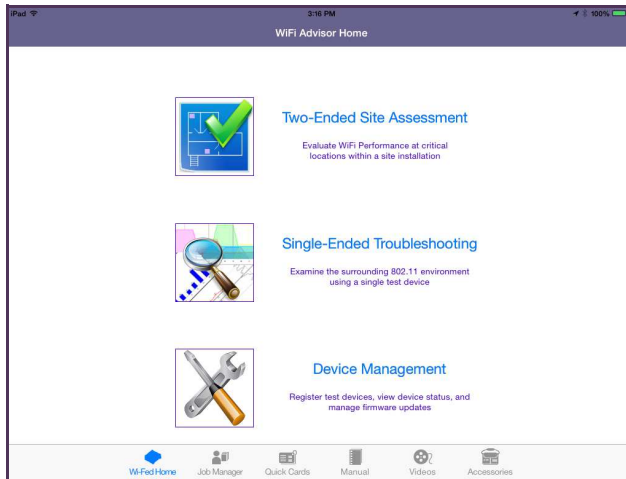 iPad
3:16 PM
100%
WiFi Advisor Home
Two-Ended Site Assessment
Evaluate WiFi Performance at critical
locations within a site installation
Single-Ended Troubleshooting
Examine the surrounding 802.11 environment
using a single test device
Device Management
Register test devices, view device status, and
manage firmware updates
Wi-Fed Home
Job Manager
Quick Cards
Manual
Videos
Accessories